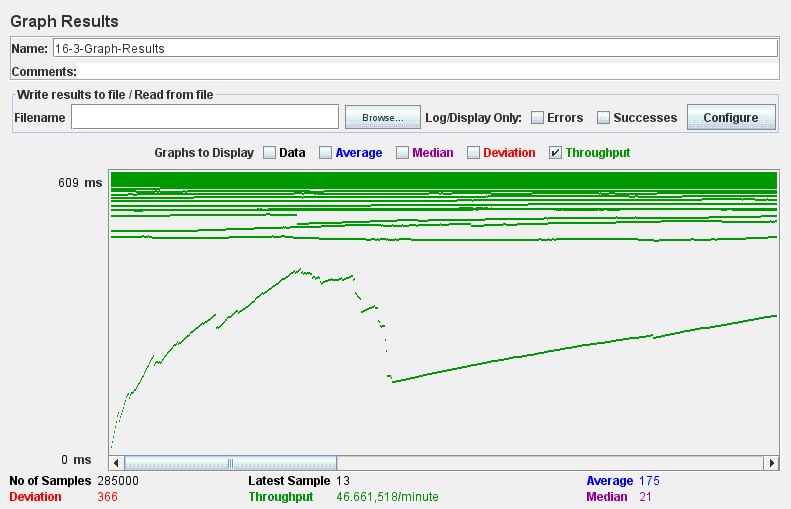 Graph Results
Name: 16-3-Graph-Results
Comments:
Write results to file / Read from file
Filename Browse... Log/Display Only: Errors Successes Configure
Graphs to Display Data Average Median Deviation Throughput
609 ms
0 ms
No of Samples 285000 Latest Sample 13 Average 175
Deviation 366 Throughput 46.661,518/minute Median 21